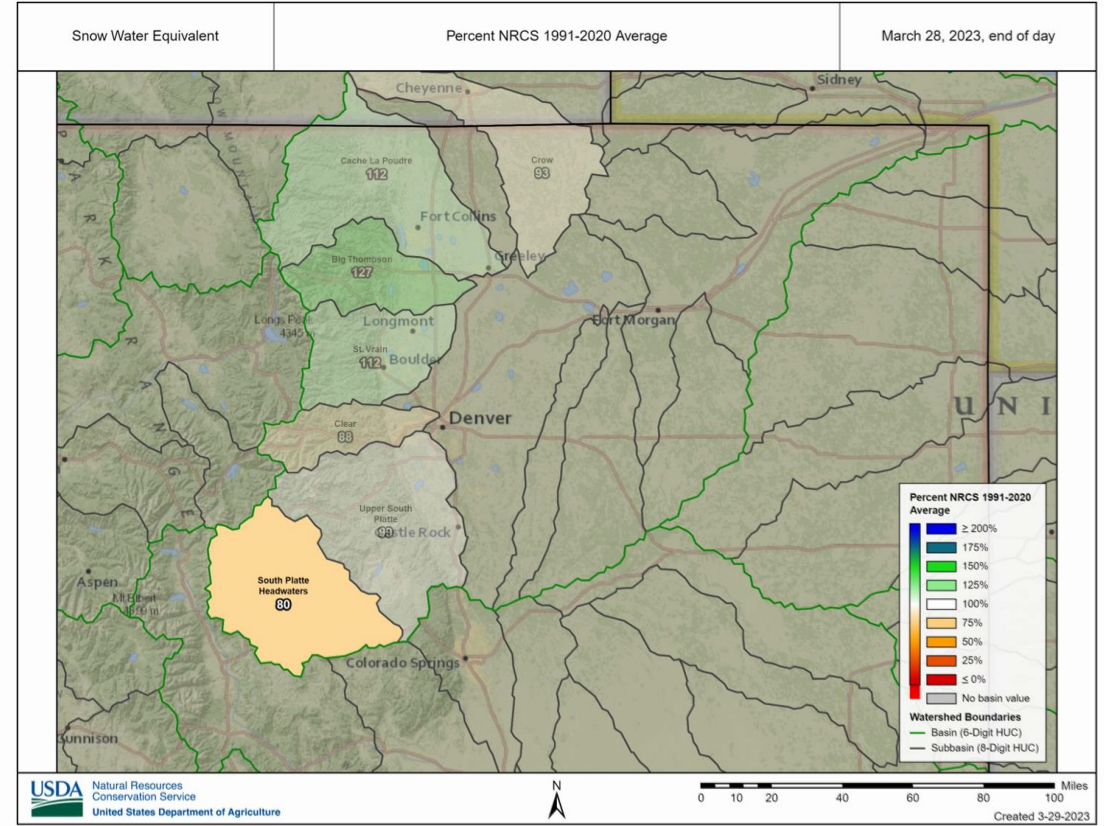 Snow Water Equivalent
Percent NRCS 1991-2020 Average
March 28, 2023, end of day
Sidney
Cheyenne
Cache La Poudre
112
Crow
93
Fort Collins
Big Thompson
127
Greeley
Longs Peak
4345 m
Longmont
Fort Morgan
St. Vrain
112
Boulder
Clear
88
Denver
U N I
P A R K
R A N G E
Upper South
Platte
Castle Rock
South Platte
Headwaters
80
Aspen
Mt Elbert
Colorado Springs
Gunnison
Percent NRCS 1991-2020
Average
≥ 200%
175%
150%
125%
100%
75%
50%
25%
≤ 0%
No basin value
Watershed Boundaries
Basin (6-Digit HUC)
Subbasin (8-Digit HUC)
USDA
Natural Resources
Conservation Service
United States Department of Agriculture
N
Miles
0 10 20 40 60 80 100
Created 3-29-2023